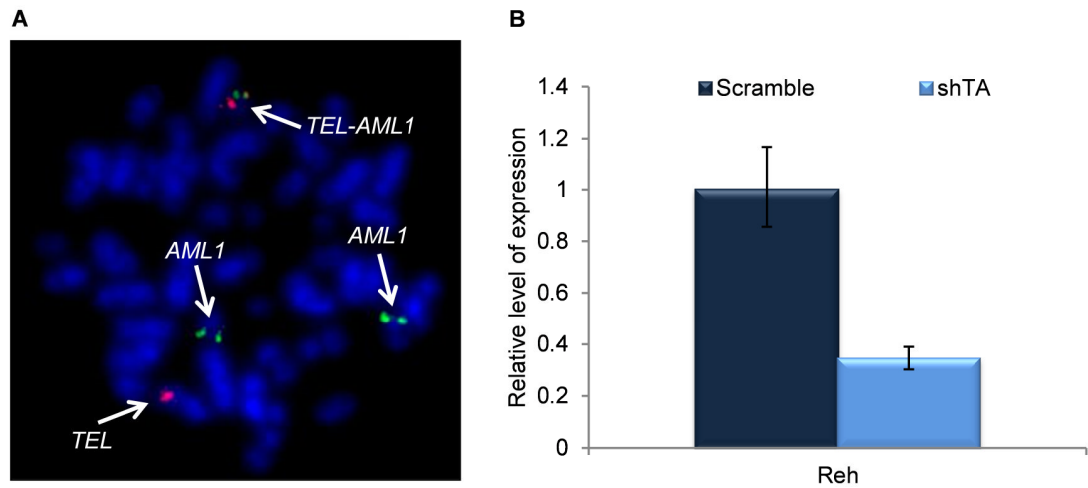 A
TEL-AML1
AML1
AML1
TEL
B
Scramble
shTA
Relative level of expression
1.4
1.2
1
0.8
0.6
0.4
0.2
0
Reh